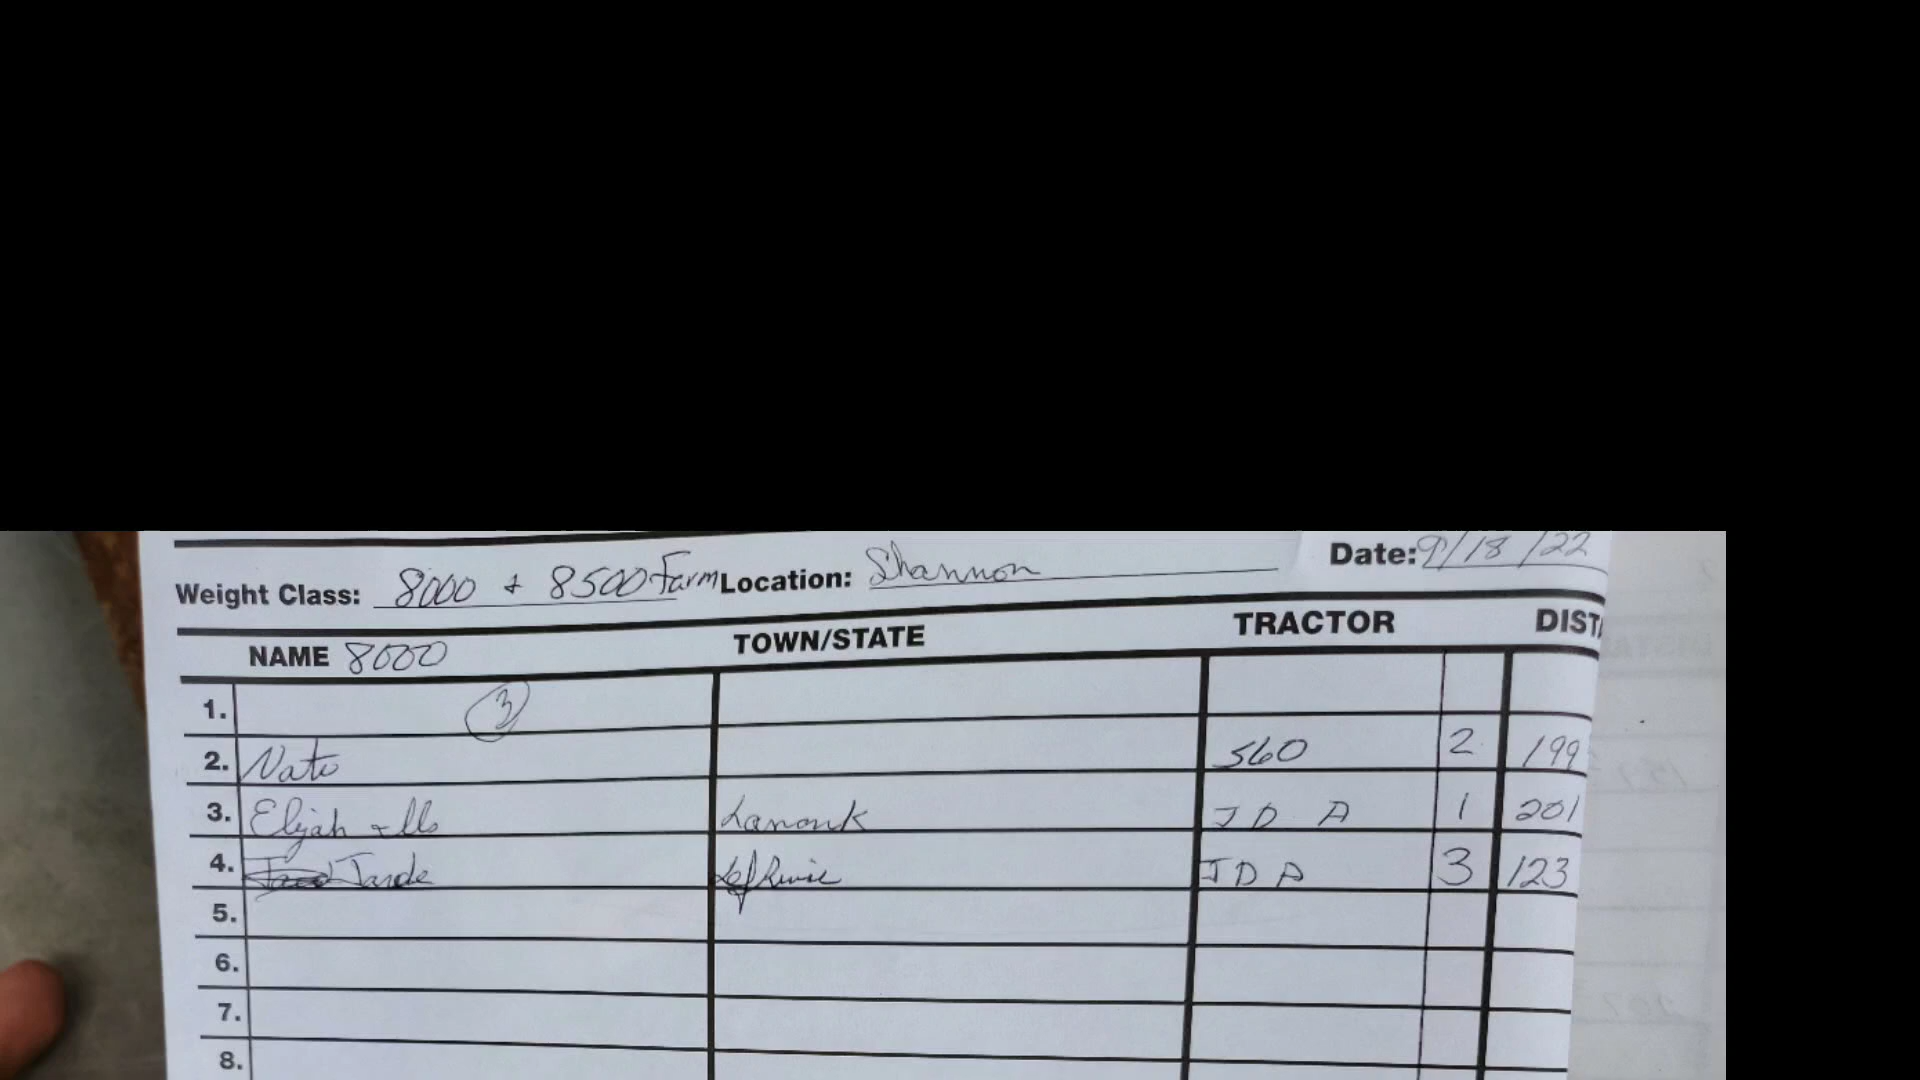 Weight Class: 8000 + 8500 Farm Location: Shannon Date: 9/18/22
NAME 8000 TOWN/STATE TRACTOR DIST
1. 3
2. Nate 560 2 199
3. Elijah Lanark JD A 1 201
4. JD A 3 123
5.
6.
7.
8.